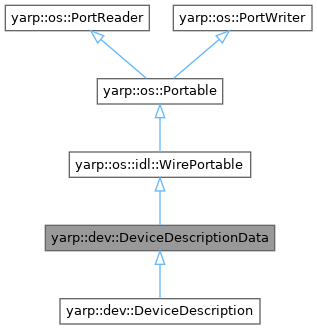 yarp::os::PortReader
yarp::os::PortWriter
yarp::os::Portable
yarp::os::idl::WirePortable
yarp::dev::DeviceDescriptionData
yarp::dev::DeviceDescription